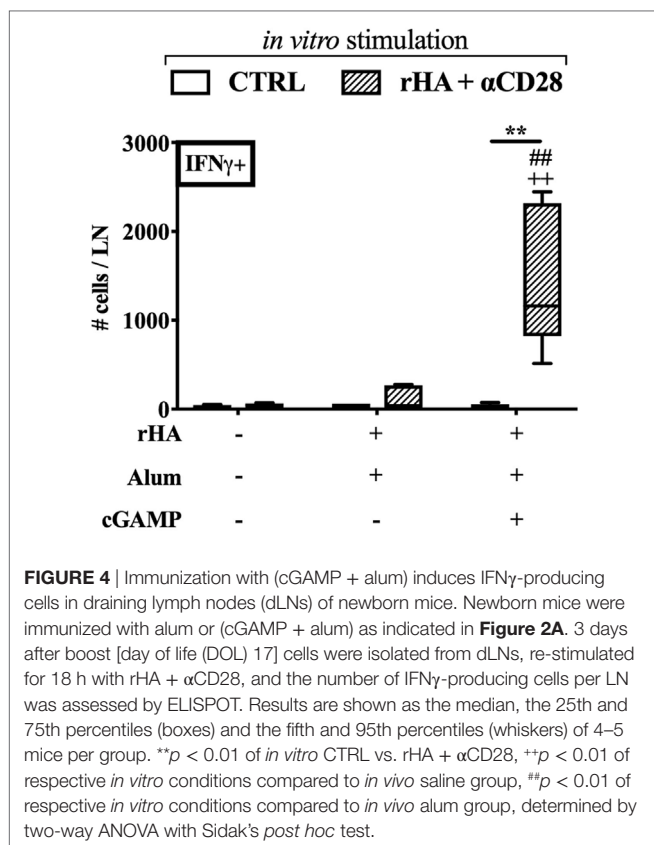 in vitro stimulation
CTRL rHA + αCD28
**
3000
##
++
IFNγ+
2000
# cells / LN
1000
0
rHA - + +
Alum - + +
cGAMP - - +
FIGURE 4 | Immunization with (cGAMP + alum) induces IFNγ-producing
cells in draining lymph nodes (dLNs) of newborn mice. Newborn mice were
immunized with alum or (cGAMP + alum) as indicated in Figure 2A. 3 days
after boost [day of life (DOL) 17] cells were isolated from dLNs, re-stimulated
for 18 h with rHA + αCD28, and the number of IFNγ-producing cells per LN
was assessed by ELISPOT. Results are shown as the median, the 25th and
75th percentiles (boxes) and the fifth and 95th percentiles (whiskers) of 4–5
mice per group. **p < 0.01 of in vitro CTRL vs. rHA + αCD28, ++p < 0.01 of
respective in vitro conditions compared to in vivo saline group, ##p < 0.01 of
respective in vitro conditions compared to in vivo alum group, determined by
two-way ANOVA with Sidak's post hoc test.